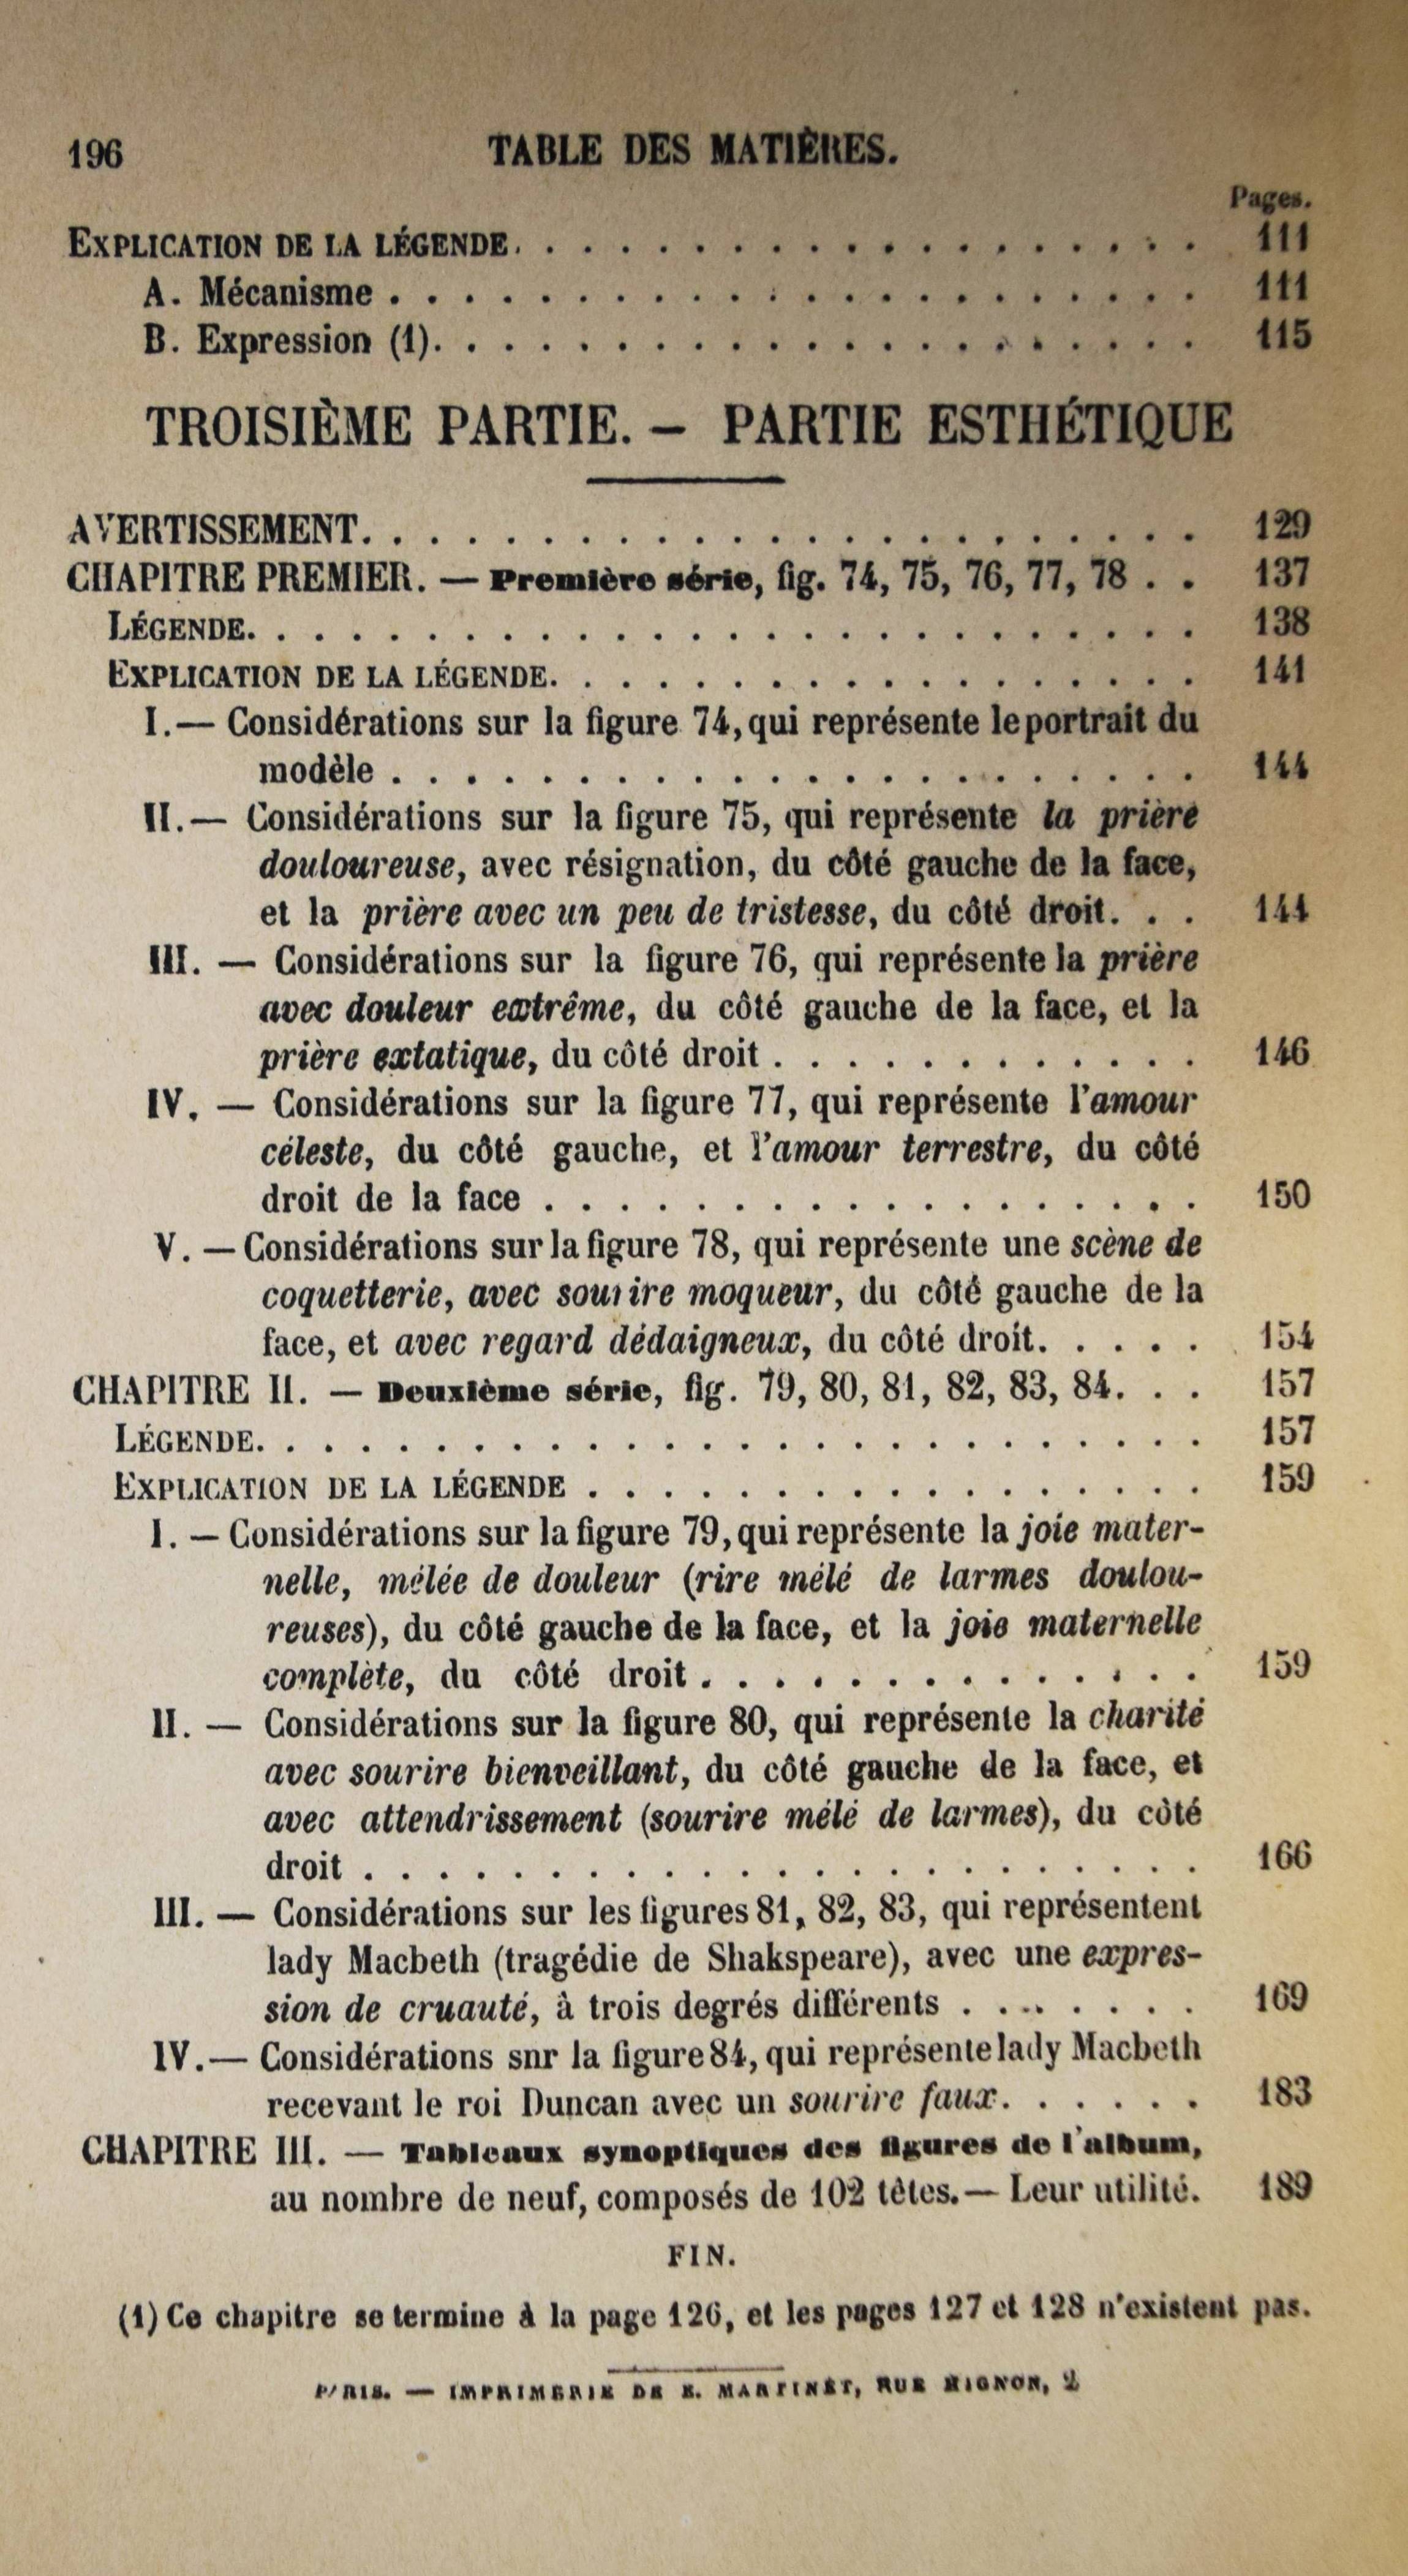 196 TABLE DES MATIÈRES.
Pages.
EXPLICATION DE LA LÉGENDE. . . . . . . . . . . . . . . . . . . 111
A. Mécanisme . . . . . . . . . . . . . . . . . . . . . . 111
B. Expression (1). . . . . . . . . . . . . . . . . . . . . 115
TROISIÈME PARTIE. — PARTIE ESTHÉTIQUE
AVERTISSEMENT. . . . . . . . . . . . . . . . . . . . . . . 129
CHAPITRE PREMIER. — Première série, fig. 74, 75, 76, 77, 78 . . 137
LÉGENDE. . . . . . . . . . . . . . . . . . . . . . . . . . 138
EXPLICATION DE LA LÉGENDE. . . . . . . . . . . . . . . . . . 141
I.— Considérations sur la figure 74, qui représente le portrait du
modèle . . . . . . . . . . . . . . . . . . . . . . 144
II.— Considérations sur la figure 75, qui représente la prière
douloureuse, avec résignation, du côté gauche de la face,
et la prière avec un peu de tristesse, du côté droit. . . 144
III. — Considérations sur la figure 76, qui représente la prière
avec douleur extrême, du côté gauche de la face, et la
prière extatique, du côté droit . . . . . . . . . . . . 146
IV. — Considérations sur la figure 77, qui représente l'amour
céleste, du côté gauche, et l'amour terrestre, du côté
droit de la face . . . . . . . . . . . . . . . . . . 150
V. — Considérations sur la figure 78, qui représente une scène de
coquetterie, avec sourire moqueur, du côté gauche de la
face, et avec regard dédaigneux, du côté droit. . . . . 154
CHAPITRE II. — Deuxième série, fig. 79, 80, 81, 82, 83, 84. . . 157
LÉGENDE. . . . . . . . . . . . . . . . . . . . . . . . . . 157
EXPLICATION DE LA LÉGENDE . . . . . . . . . . . . . . . . . 159
I. — Considérations sur la figure 79, qui représente la joie mater-
nelle, mêlée de douleur (rire mêlé de larmes doulou-
reuses), du côté gauche de la face, et la joie maternelle
complète, du côté droit . . . . . . . . . . . . . . 159
II. — Considérations sur la figure 80, qui représente la charité
avec sourire bienveillant, du côté gauche de la face, et
avec attendrissement (sourire mêlé de larmes), du côté
droit . . . . . . . . . . . . . . . . . . . . . . . 166
III. — Considérations sur les figures 81, 82, 83, qui représentent
lady Macbeth (tragédie de Shakspeare), avec une expres-
sion de cruauté, à trois degrés différents . . . . . . . . 169
IV.— Considérations snr la figure 84, qui représente lady Macbeth
recevant le roi Duncan avec un sourire faux. . . . . . 183
CHAPITRE III. — Tableaux synoptiques des figures de l'album,
au nombre de neuf, composés de 102 têtes. — Leur utilité. 189
FIN.
(1) Ce chapitre se termine à la page 126, et les pages 127 et 128 n'existent pas.
PARIS. — IMPRIMERIE DE E. MARTINET, RUE MIGNON, 2